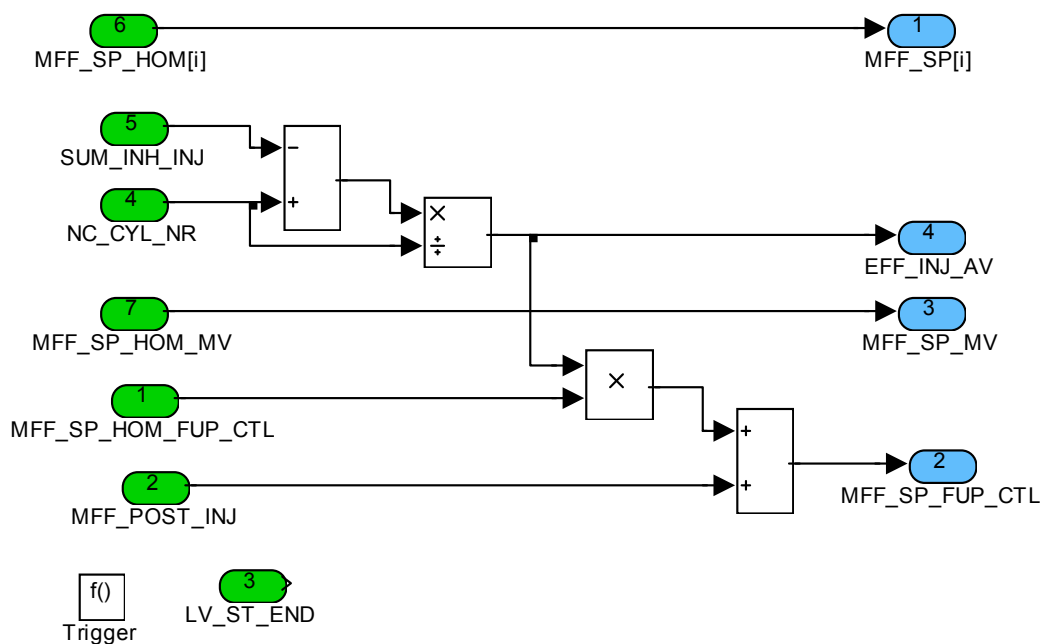 6
MFF_SP_HOM[i]
1
MFF_SP[i]
5
SUM_INH_INJ
−
+
4
NC_CYL_NR
×
÷
4
EFF_INJ_AV
7
MFF_SP_HOM_MV
3
MFF_SP_MV
×
1
MFF_SP_HOM_FUP_CTL
+
+
2
MFF_POST_INJ
2
MFF_SP_FUP_CTL
f()
Trigger
3
LV_ST_END